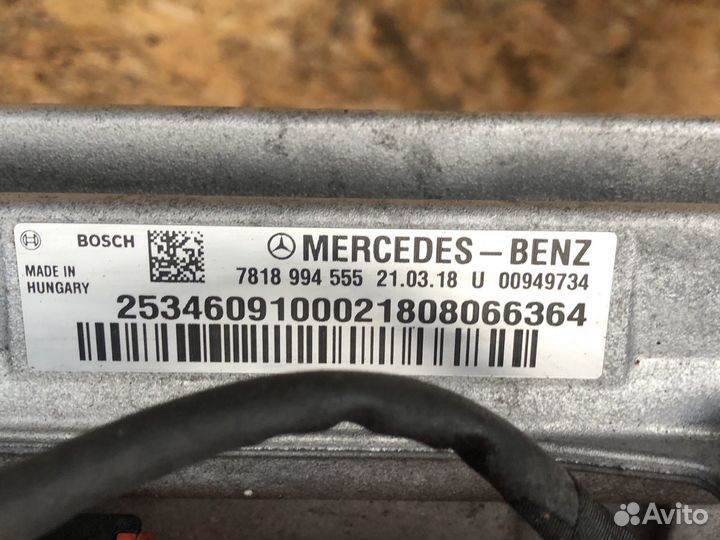 BOSCH MERCEDES-BENZ
MADE IN HUNGARY
7818 994 555 21.03.18 U 00949734
2534609100021808066364
Avito